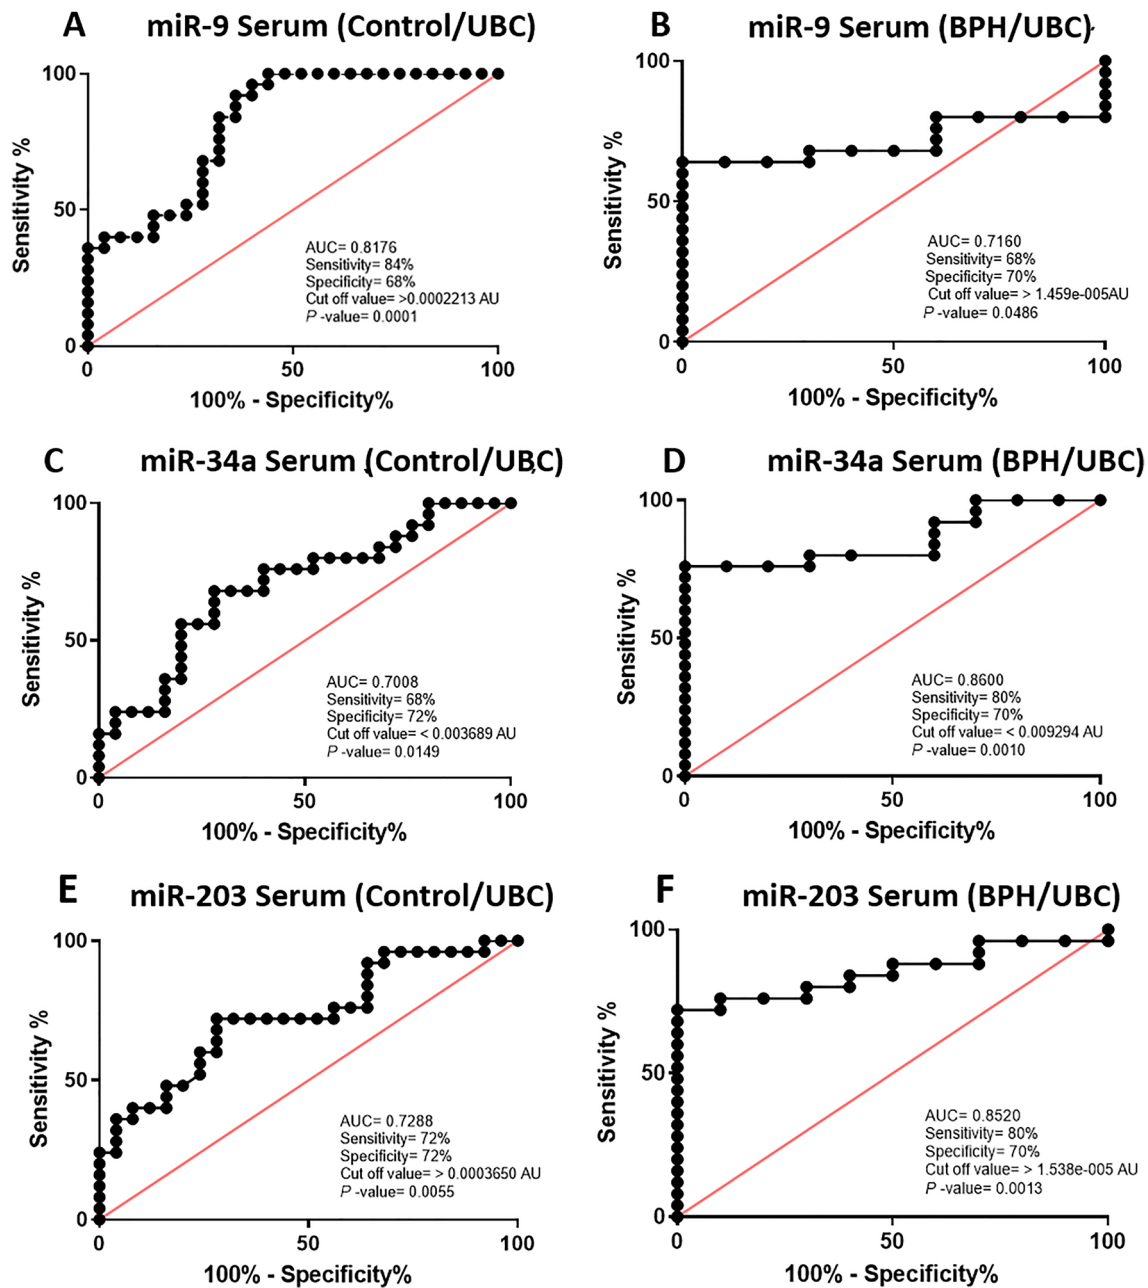 A
miR-9 Serum (Control/UBC)
100
50
0
Sensitivity %
AUC= 0.8176
Sensitivity= 84%
Specificity= 68%
Cut off value= >0.0002213 AU
P -value= 0.0001
0 50 100
100% - Specificity%
B
miR-9 Serum (BPH/UBC)
100
50
0
Sensitivity %
AUC= 0.7160
Sensitivity= 68%
Specificity= 70%
Cut off value= > 1.459e-005AU
P -value= 0.0486
0 50 100
100% - Specificity%
C
miR-34a Serum (Control/UBC)
100
50
0
Sensitivity %
AUC= 0.7008
Sensitivity= 68%
Specificity= 72%
Cut off value= < 0.003689 AU
P -value= 0.0149
0 50 100
100% - Specificity%
D
miR-34a Serum (BPH/UBC)
100
50
0
Sensitivity %
AUC= 0.8600
Sensitivity= 80%
Specificity= 70%
Cut off value= < 0.009294 AU
P -value= 0.0010
0 50 100
100% - Specificity%
E
miR-203 Serum (Control/UBC)
100
50
0
Sensitivity %
AUC= 0.7288
Sensitivity= 72%
Specificity= 72%
Cut off value= > 0.0003650 AU
P -value= 0.0055
0 50 100
100% - Specificity%
F
miR-203 Serum (BPH/UBC)
100
50
0
Sensitivity %
AUC= 0.8520
Sensitivity= 80%
Specificity= 70%
Cut off value= > 1.538e-005 AU
P -value= 0.0013
0 50 100
100% - Specificity%